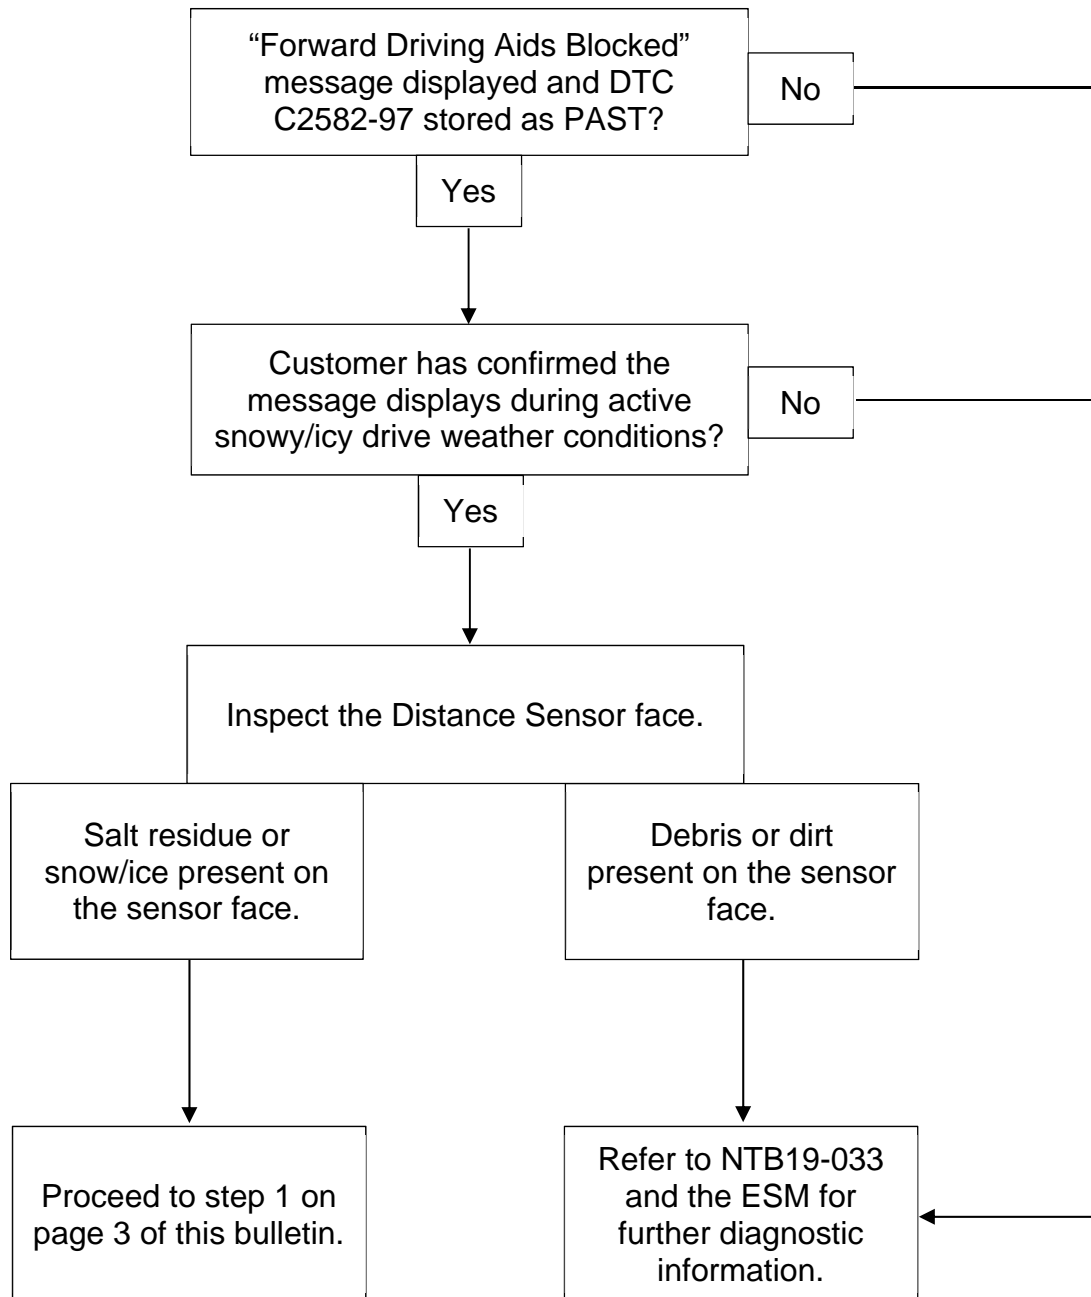 “Forward Driving Aids Blocked”
message displayed and DTC
C2582-97 stored as PAST?
No
Yes
Customer has confirmed the
message displays during active
snowy/icy drive weather conditions?
No
Yes
Inspect the Distance Sensor face.
Salt residue or
snow/ice present on
the sensor face.
Debris or dirt
present on the sensor
face.
Proceed to step 1 on
page 3 of this bulletin.
Refer to NTB19-033
and the ESM for
further diagnostic
information.